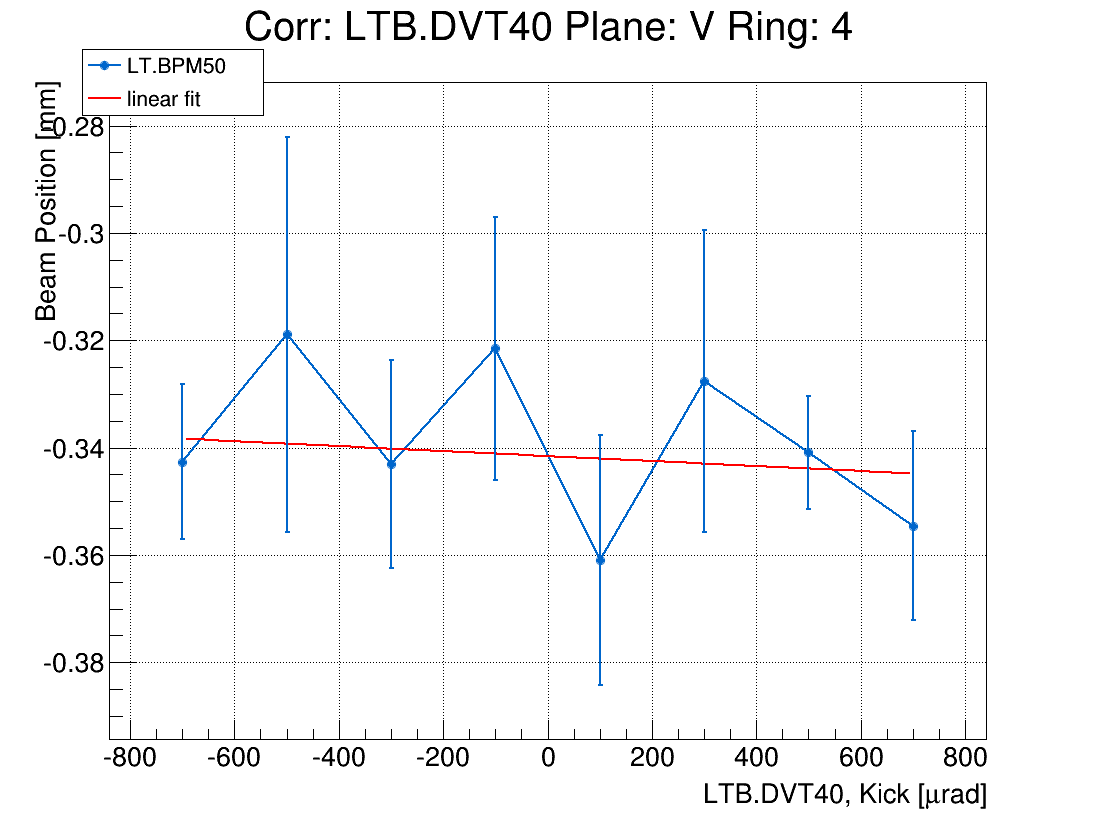 Corr: LTB.DVT40 Plane: V Ring: 4
LT.BPM50
linear fit
Beam Position [mm]
-0.28
-0.3
-0.32
-0.34
-0.36
-0.38
-800 -600 -400 -200 0 200 400 600 800
LTB.DVT40, Kick [μrad]